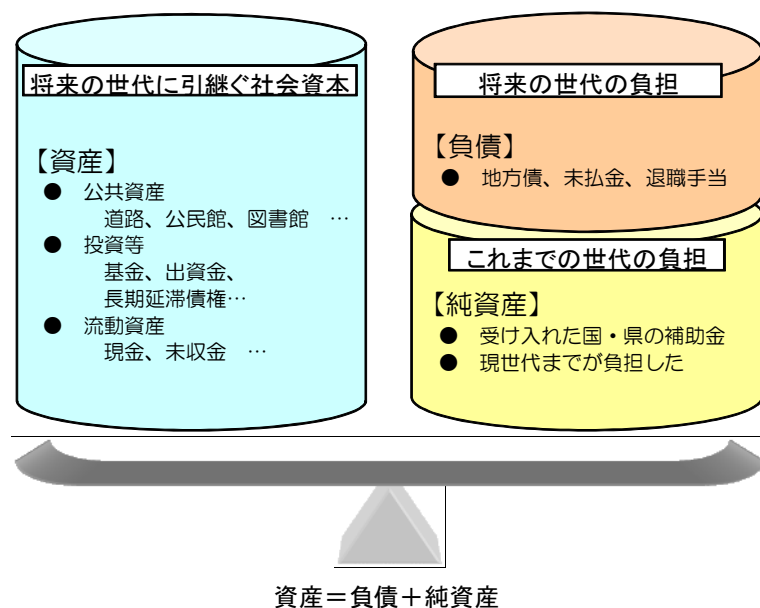 将来の世代に引継ぐ社会資本
【資産】
● 公共資産
道路、公民館、図書館 …
● 投資等
基金、出資金、
長期延滞債権…
● 流動資産
現金、未収金 …
将来の世代の負担
【負債】
● 地方債、未払金、退職手当
これまでの世代の負担
【純資産】
● 受け入れた国・県の補助金
● 現世代までが負担した
資産＝負債＋純資産